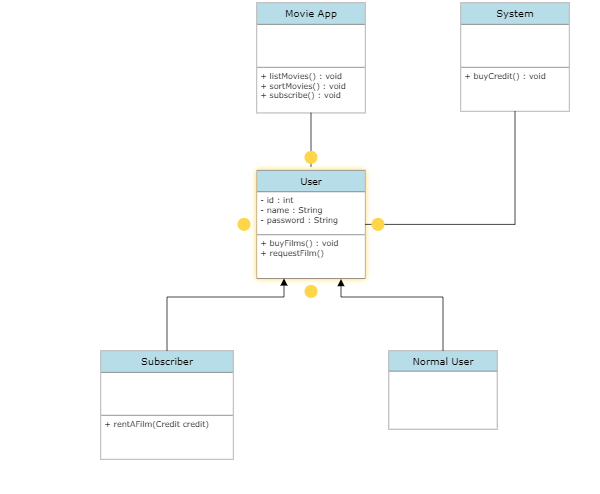 Movie App
+ listMovies() : void
+ sortMovies() : void
+ subscribe() : void
System
+ buyCredit() : void
User
- id : int
- name : String
- password : String
+ buyFilms() : void
+ requestFilm()
Subscriber
+ rentAFilm(Credit credit)
Normal User